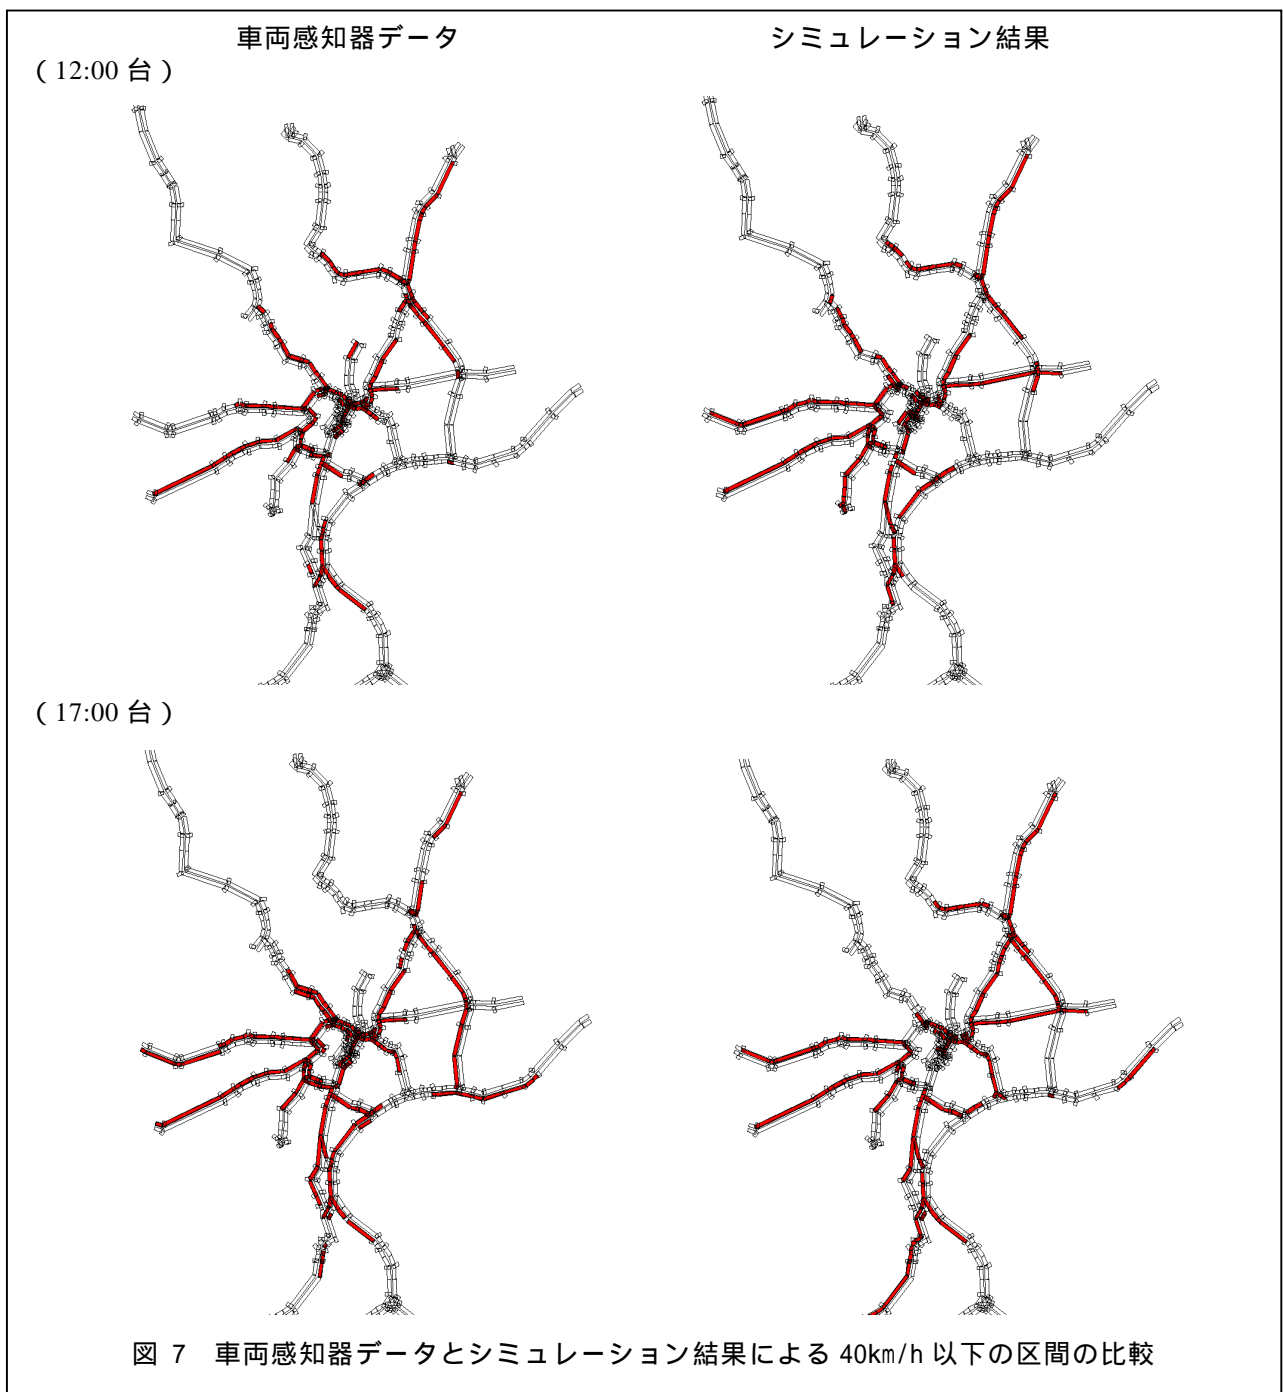 車両感知器データ
シミュレーション結果
( 12:00 台 )
( 17:00 台 )
図 7 車両感知器データとシミュレーション結果による 40km/h 以下の区間の比較